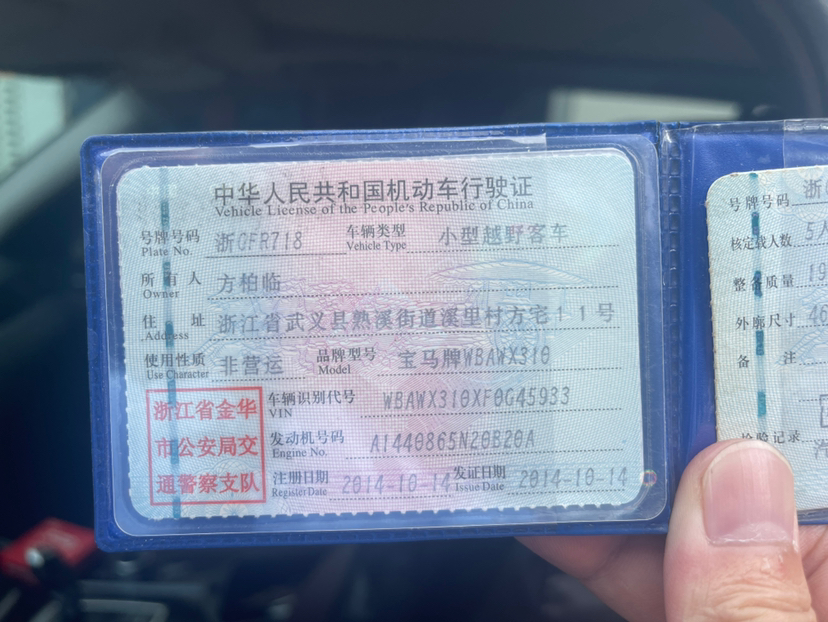 中华人民共和国机动车行驶证
Vehicle License of the People's Republic of China
号牌号码 浙0FR718 车辆类型 小型越野客车
Plate No. Vehicle Type
所有人 方柏临
Owner
住址 浙江省武义县熟溪街道溪里村方宅11号
Address
使用性质 非营运 品牌型号 宝马牌WBAWX310
Use Character Model
浙江省金华
市公安局交
通警察支队
车辆识别代号 WBAWX310XF0G45933
VIN
发动机号码 A1440865N20B20A
Engine No.
注册日期 2014-10-14 发证日期 2014-10-14
Register Date Issue Date
号牌号码 浙
核定载人数 5人
整备质量 19
外廓尺寸 46
备注
检验记录